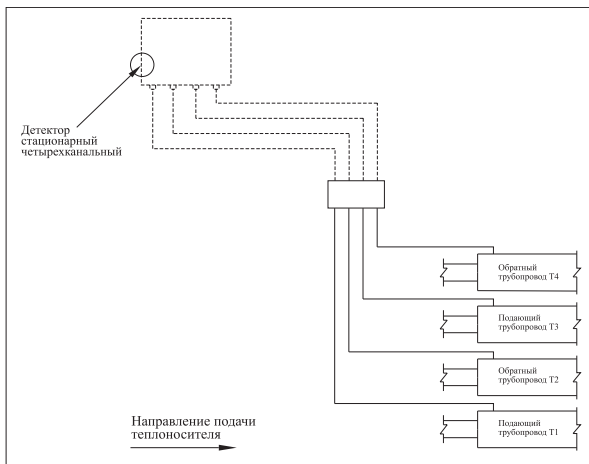 Детектор
стационарный
четырехканальный
Обратный
трубопровод Т4
Подающий
трубопровод Т3
Обратный
трубопровод Т2
Подающий
трубопровод Т1
Направление подачи
теплоносителя